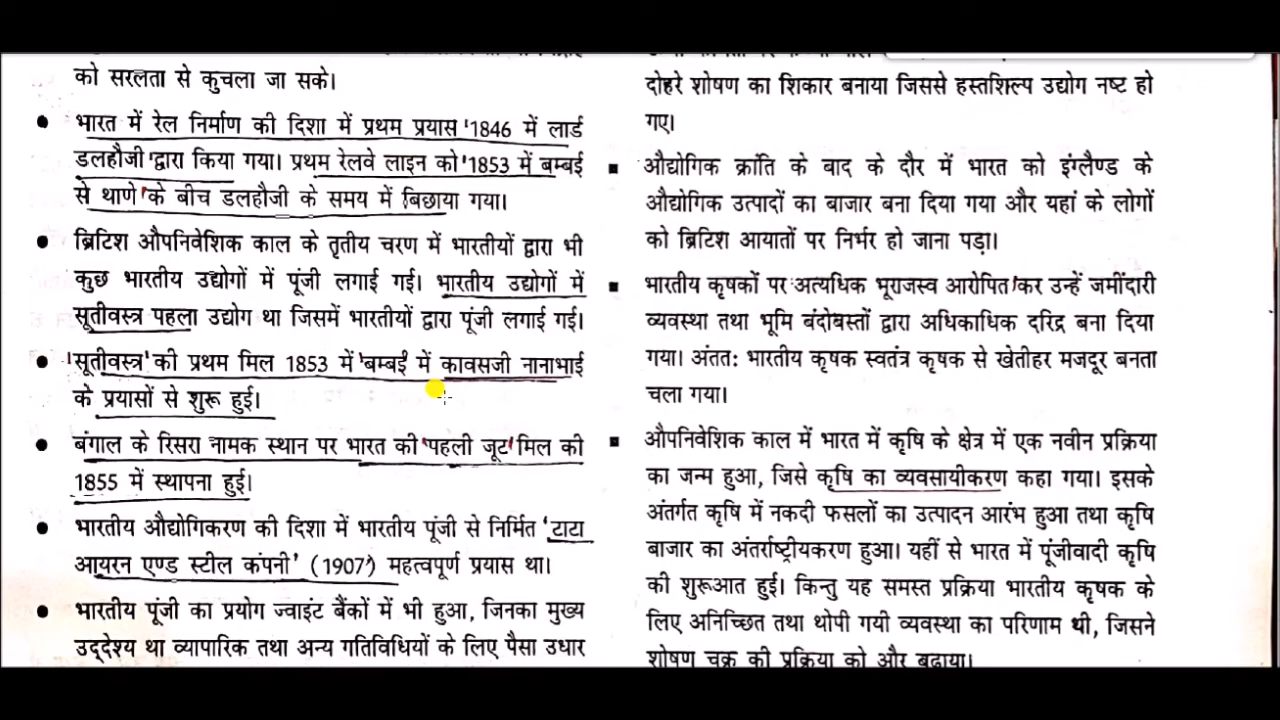 को सरलता से कुचला जा सके।
भारत में रेल निर्माण की दिशा में प्रथम प्रयास '1846 में लार्ड
डलहौजी द्वारा किया गया। प्रथम रेलवे लाइन को '1853 में बम्बई
से थाणे के बीच डलहौजी के समय में बिछाया गया।
ब्रिटिश औपनिवेशिक काल के तृतीय चरण में भारतीयों द्वारा भी
कुछ भारतीय उद्योगों में पूंजी लगाई गई। भारतीय उद्योगों में
सूतीवस्त्र पहला उद्योग था जिसमें भारतीयों द्वारा पूंजी लगाई गई।
सूतीवस्त्र की प्रथम मिल 1853 में बम्बई में कावसजी नानाभाई
के प्रयासों से शुरू हुई।
बंगाल के रिसरा नामक स्थान पर भारत की पहली जूट मिल की
1855 में स्थापना हुई।
भारतीय औद्योगिकरण की दिशा में भारतीय पूंजी से निर्मित 'टाटा
आयरन एण्ड स्टील कंपनी' (1907) महत्वपूर्ण प्रयास था।
भारतीय पूंजी का प्रयोग ज्वाइंट बैंकों में भी हुआ, जिनका मुख्य
उद्देश्य था व्यापारिक तथा अन्य गतिविधियों के लिए पैसा उधार
दोहरे शोषण का शिकार बनाया जिससे हस्तशिल्प उद्योग नष्ट हो
गए।
औद्योगिक क्रांति के बाद के दौर में भारत को इंग्लैण्ड के
औद्योगिक उत्पादों का बाजार बना दिया गया और यहां के लोगों
को ब्रिटिश आयातों पर निर्भर हो जाना पड़ा।
भारतीय कृषकों पर अत्यधिक भूराजस्व आरोपित कर उन्हें जमींदारी
व्यवस्था तथा भूमि बंदोबस्तों द्वारा अधिकाधिक दरिद्र बना दिया
गया। अंततः भारतीय कृषक स्वतंत्र कृषक से खेतीहर मजदूर बनता
चला गया।
औपनिवेशिक काल में भारत में कृषि के क्षेत्र में एक नवीन प्रक्रिया
का जन्म हुआ, जिसे कृषि का व्यवसायीकरण कहा गया। इसके
अंतर्गत कृषि में नकदी फसलों का उत्पादन आरंभ हुआ तथा कृषि
बाजार का अंतर्राष्ट्रीयकरण हुआ। यहीं से भारत में पूंजीवादी कृषि
की शुरूआत हुई। किन्तु यह समस्त प्रक्रिया भारतीय कृषक के
लिए अनिच्छित तथा थोपी गयी व्यवस्था का परिणाम थी, जिसने
शोषण चक्र की प्रक्रिया को और बढ़ाया।